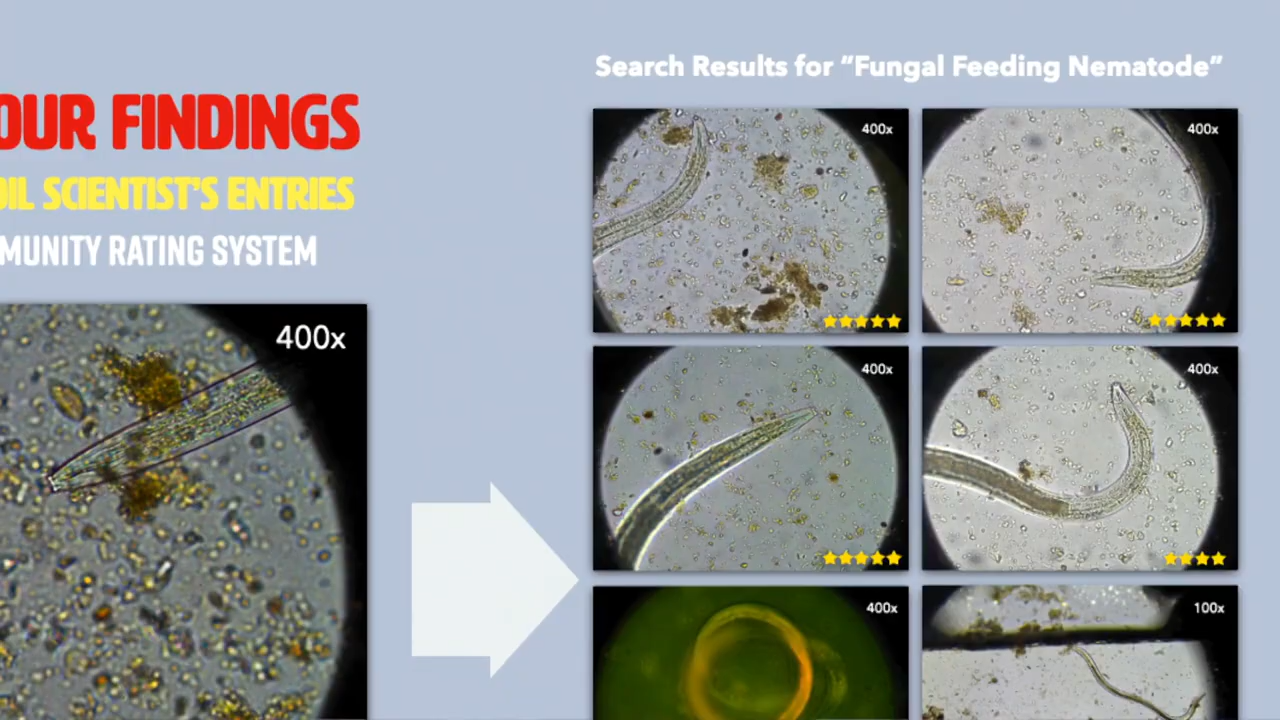 OUR FINDINGS
OIL SCIENTIST'S ENTRIES
MUNITY RATING SYSTEM
400x
Search Results for "Fungal Feeding Nematode"
400x
400x
400x
400x
400x
100x